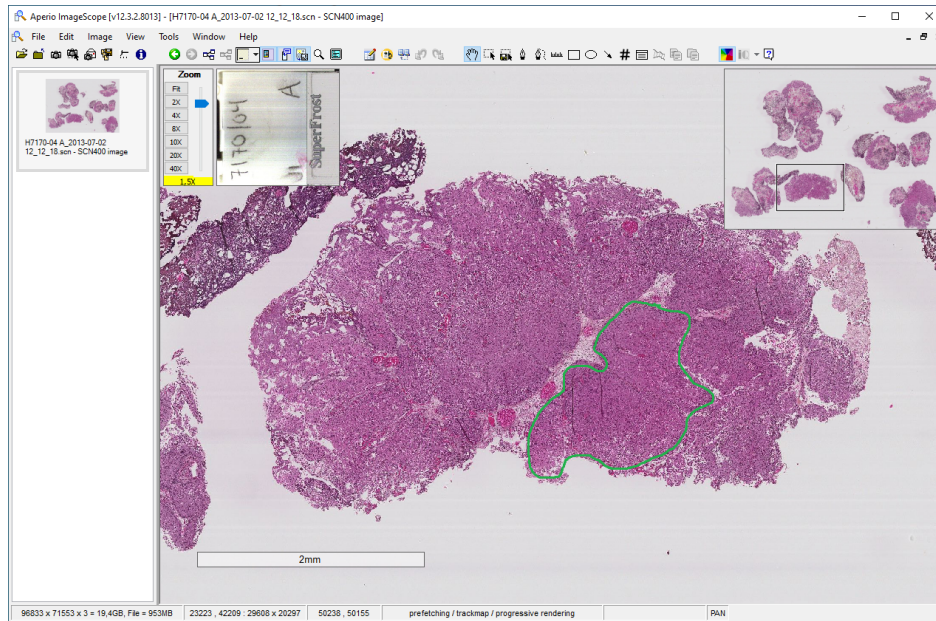 Aperio ImageScope [v12.3.2.8013] - [H7170-04 A_2013-07-02 12_12_18.scn - SCN400 image]
File Edit Image View Tools Window Help
H7170-04 A_2013-07-02
12_12_18.scn - SCN400 image
Zoom
Fit
2X
4X
8X
10X
20X
40X
1,5X
7170/04
A
SuperFrost
2mm
96833 x 71553 x 3 = 19,4GB, File = 953MB
23223 , 42209 : 29608 x 20297
50238 , 50155
prefetching / trackmap / progressive rendering
PAN